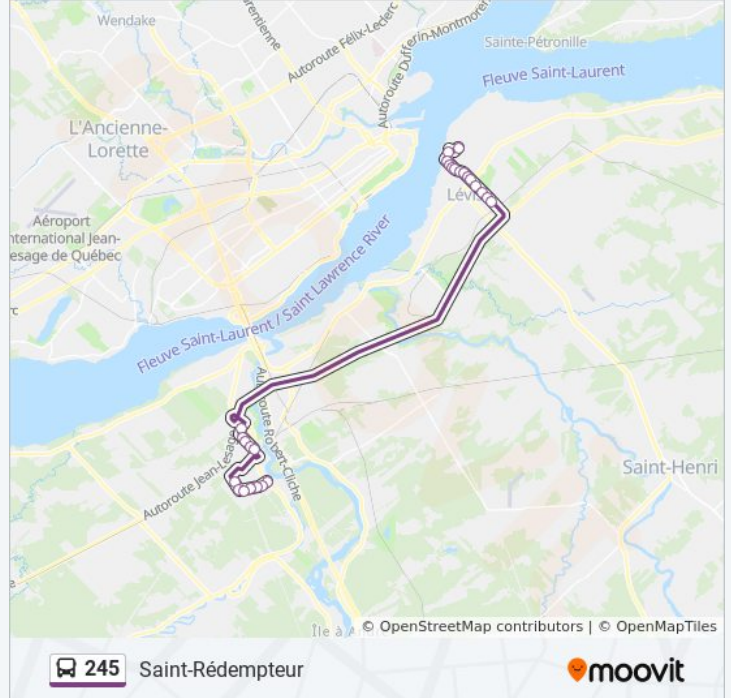 Wendake
Autoroute Félix-Leclerc
Autoroute Dufferin-Montmorency
Sainte-Pétronille
Fleuve Saint-Laurent
L'Ancienne-
Lorette
Lévis
Aéroport
nternational Jean-
esage de Québec
Fleuve Saint-Laurent / Saint Lawrence River
Autoroute Robert-Cliche
Autoroute Jean-Lesage
Saint-Henri
© OpenStreetMap contributors | © OpenMapTiles
245 Saint-Rédempteur
moovit